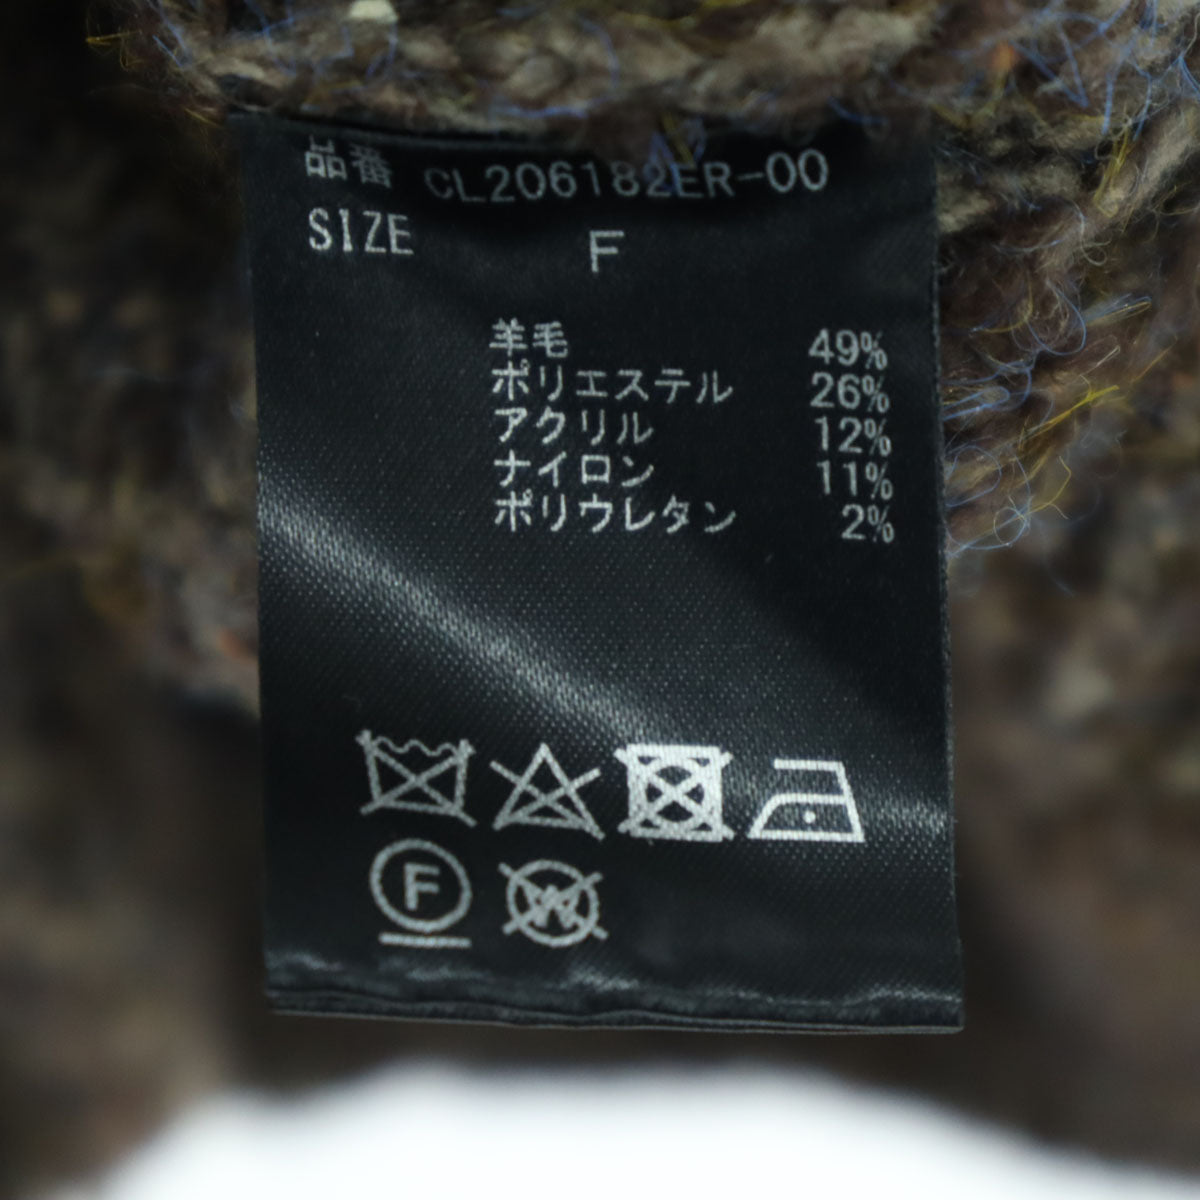 品番 CL206182ER-00
SIZE F
羊毛 49%
ポリエステル 26%
アクリル 12%
ナイロン 11%
ポリウレタン 2%
F W